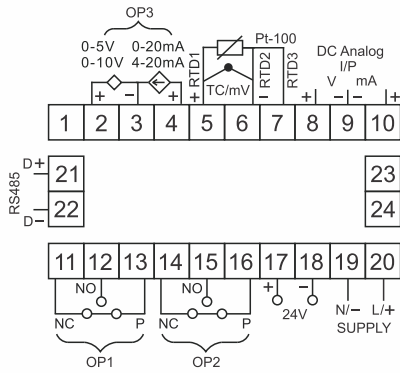 OP3
0-5V 0-20mA
0-10V 4-20mA
Pt-100
DC Analog
I/P
V mA
RTD1
RTD2
RTD3
TC/mV
+ − + + − + − − +
1 2 3 4 5 6 7 8 9 10
RS485
D+
D−
21
22
23
24
11 12 13 14 15 16 17 18 19 20
NO NO + −
NC P NC P 24V N/− L/+
SUPPLY
OP1 OP2